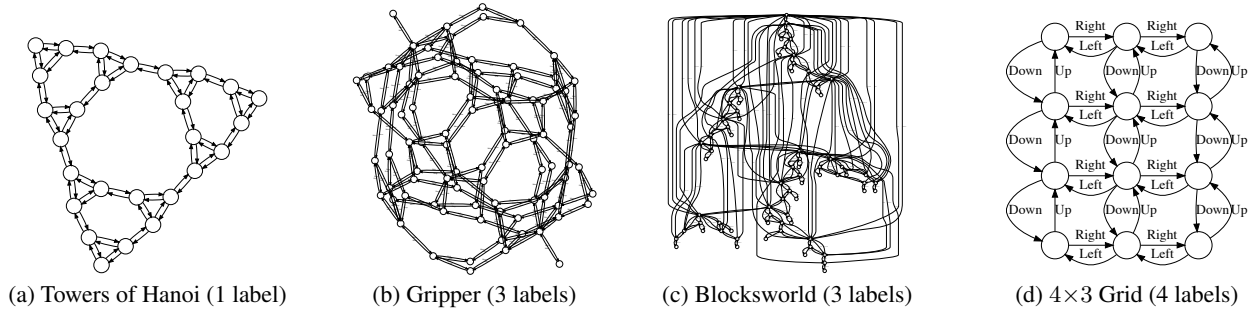 Right Right
Left Left
Down Up Down Up Down Up
Right Right
Left Left
Down Up Down Up Down Up
Right Right
Left Left
Down Up Down Up Down Up
Right Right
Left Left
(a) Towers of Hanoi (1 label) (b) Gripper (3 labels) (c) Blocksworld (3 labels) (d) 4×3 Grid (4 labels)